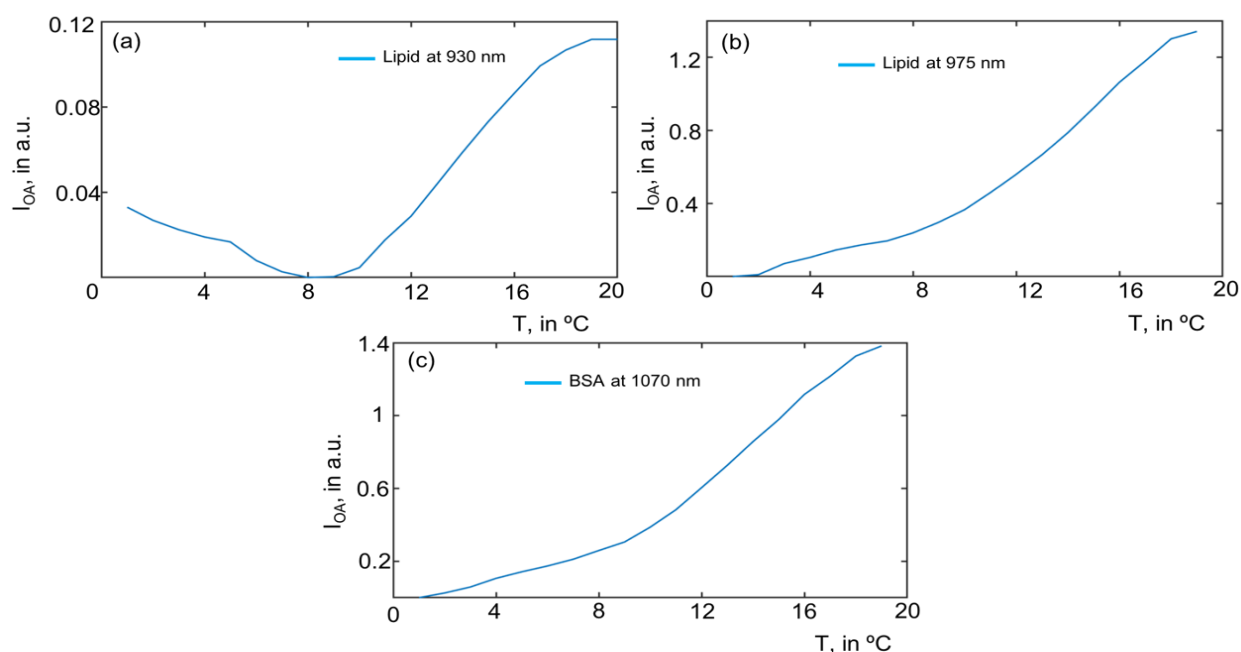 (a)
Lipid at 930 nm
0.12
0.08
0.04
I_OA, in a.u.
0 4 8 12 16 20
T, in ºC
(b)
Lipid at 975 nm
1.2
0.8
0.4
I_OA, in a.u.
0 4 8 12 16 20
T, in ºC
(c)
BSA at 1070 nm
1.4
1
0.6
0.2
I_OA, in a.u.
0 4 8 12 16 20
T, in ºC